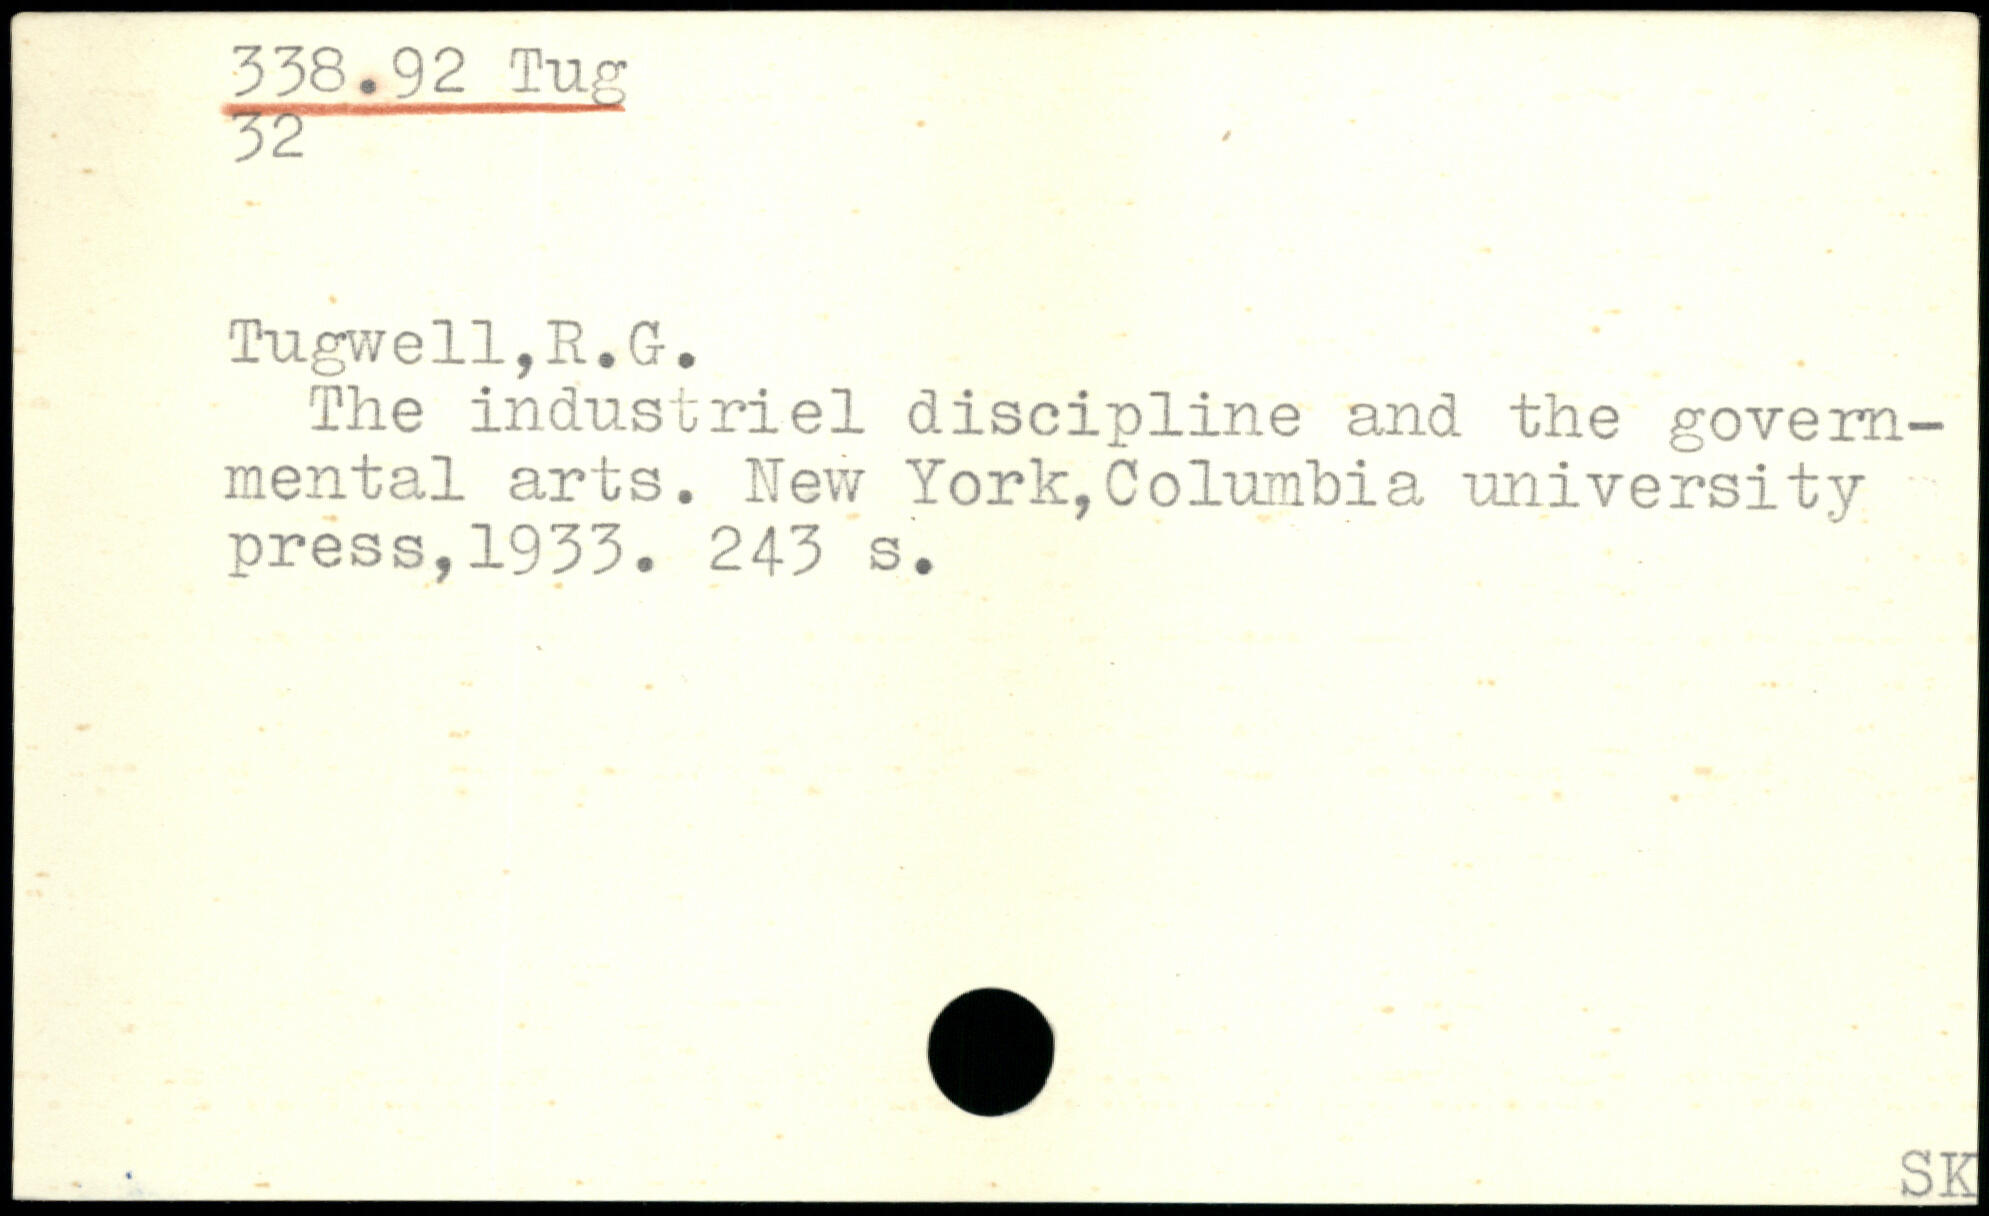 338.92 Tug
32
Tugwell,R.G.
The industriel discipline and the govern-
mental arts. New York,Columbia university
press,1933. 243 s.
SK